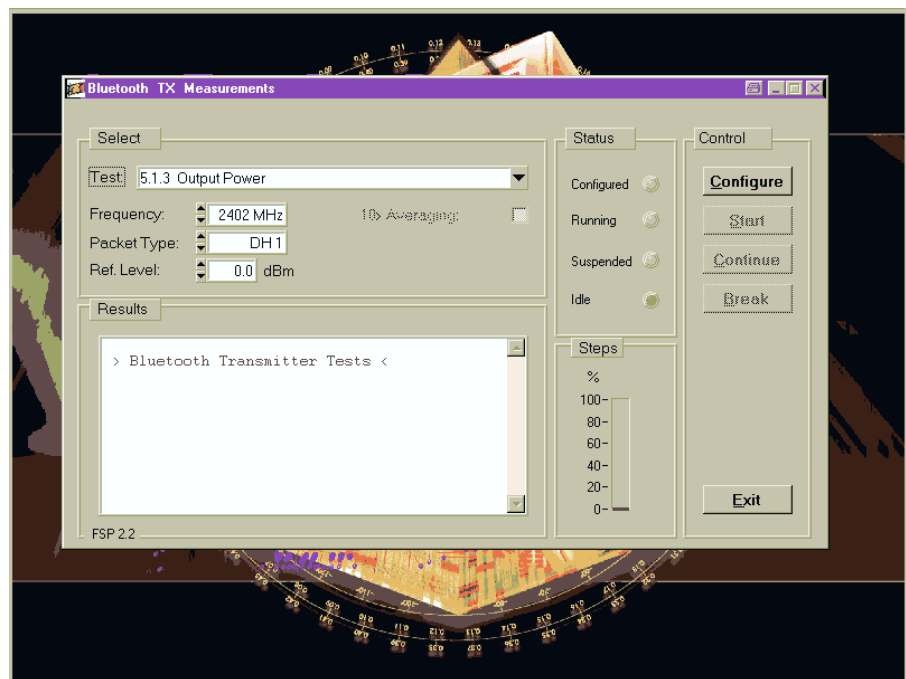 Bluetooth TX Measurements
Select
Test:
5.1.3 Output Power
Frequency:
2402 MHz
10x Averaging:
Packet Type:
DH1
Ref. Level:
0.0 dBm
Results
> Bluetooth Transmitter Tests <
FSP 2.2
Status
Configured
Running
Suspended
Idle
Steps
%
100
80
60
40
20
0
Control
Configure
Start
Continue
Break
Exit